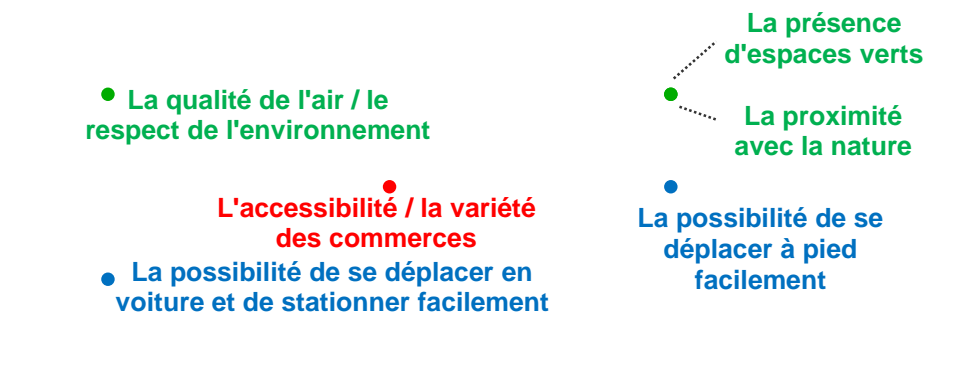 La présence
d'espaces verts
La qualité de l'air / le
respect de l'environnement
La proximité
avec la nature
L'accessibilité / la variété
des commerces
La possibilité de se
déplacer à pied
facilement
La possibilité de se déplacer en
voiture et de stationner facilement